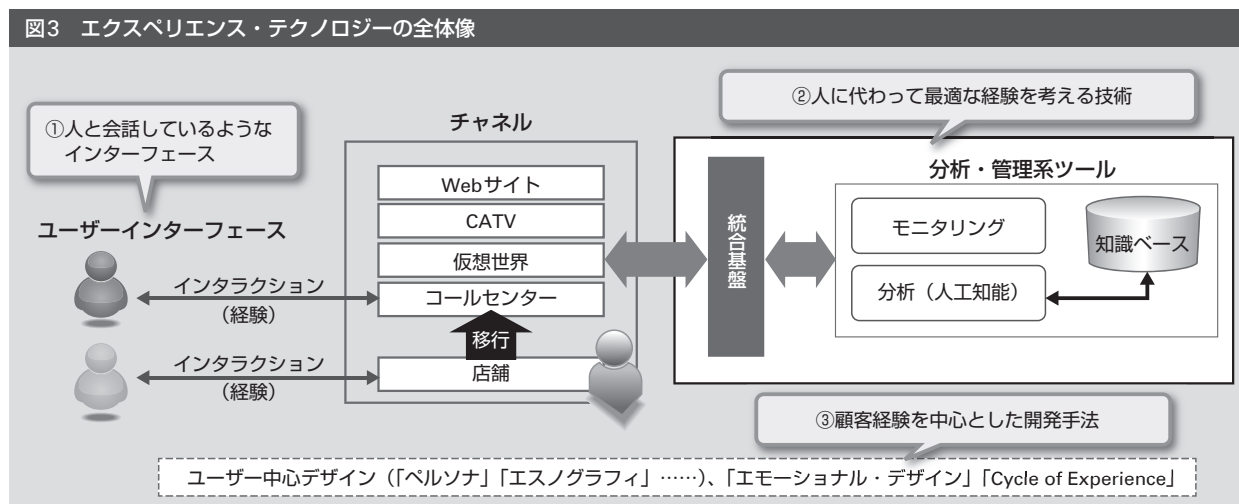 図3 エクスペリエンス・テクノロジーの全体像
①人と会話しているような
インターフェース
②人に代わって最適な経験を考える技術
チャネル
Webサイト
CATV
仮想世界
コールセンター
移行
店舗
ユーザーインターフェース
インタラクション
(経験)
インタラクション
(経験)
統合基盤
分析・管理系ツール
モニタリング
分析(人工知能)
知識ベース
③顧客経験を中心とした開発手法
ユーザー中心デザイン(「ペルソナ」「エスノグラフィ」……)、「エモーショナル・デザイン」「Cycle of Experience」